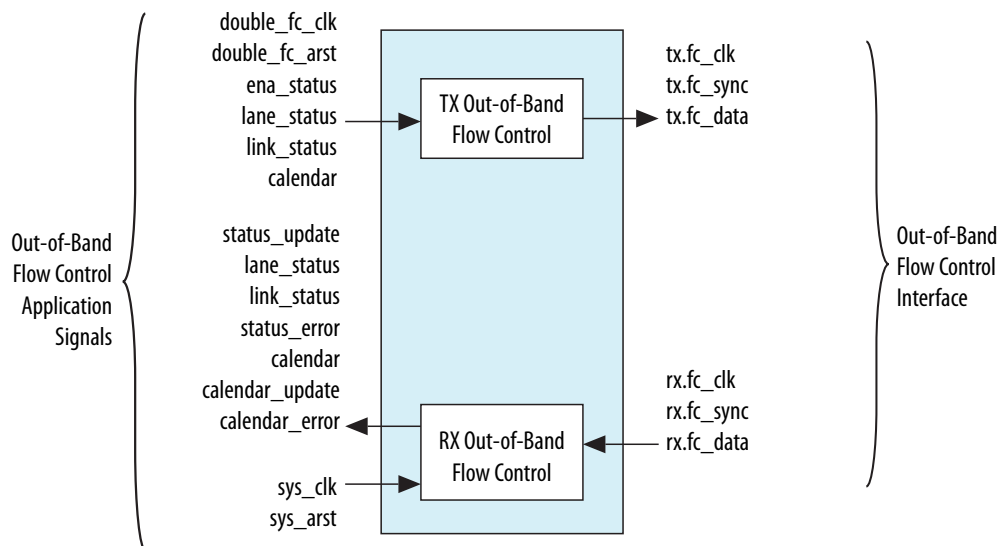 Out-of-Band
Flow Control
Application
Signals
double_fc_clk
double_fc_arst
ena_status
lane_status
link_status
calendar
status_update
lane_status
link_status
status_error
calendar
calendar_update
calendar_error
sys_clk
sys_arst
TX Out-of-Band
Flow Control
RX Out-of-Band
Flow Control
tx.fc_clk
tx.fc_sync
tx.fc_data
rx.fc_clk
rx.fc_sync
rx.fc_data
Out-of-Band
Flow Control
Interface